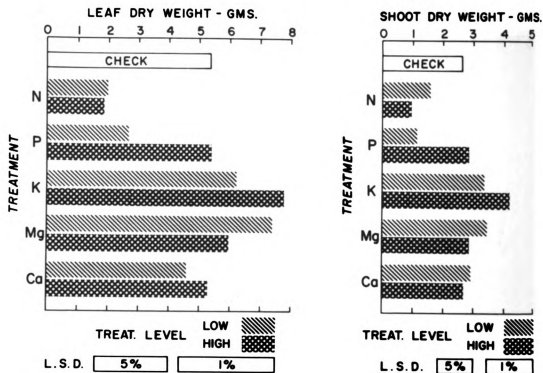 LEAF DRY WEIGHT - GMS.
0 1 2 3 4 5 6 7 8
CHECK
N
P
K
Mg
Ca
TREATMENT
TREAT. LEVEL LOW
HIGH
L.S.D. 5% 1%
SHOOT DRY WEIGHT - GMS.
0 1 2 3 4 5
CHECK
N
P
K
Mg
Ca
TREATMENT
TREAT. LEVEL LOW
HIGH
L.S.D. 5% 1%